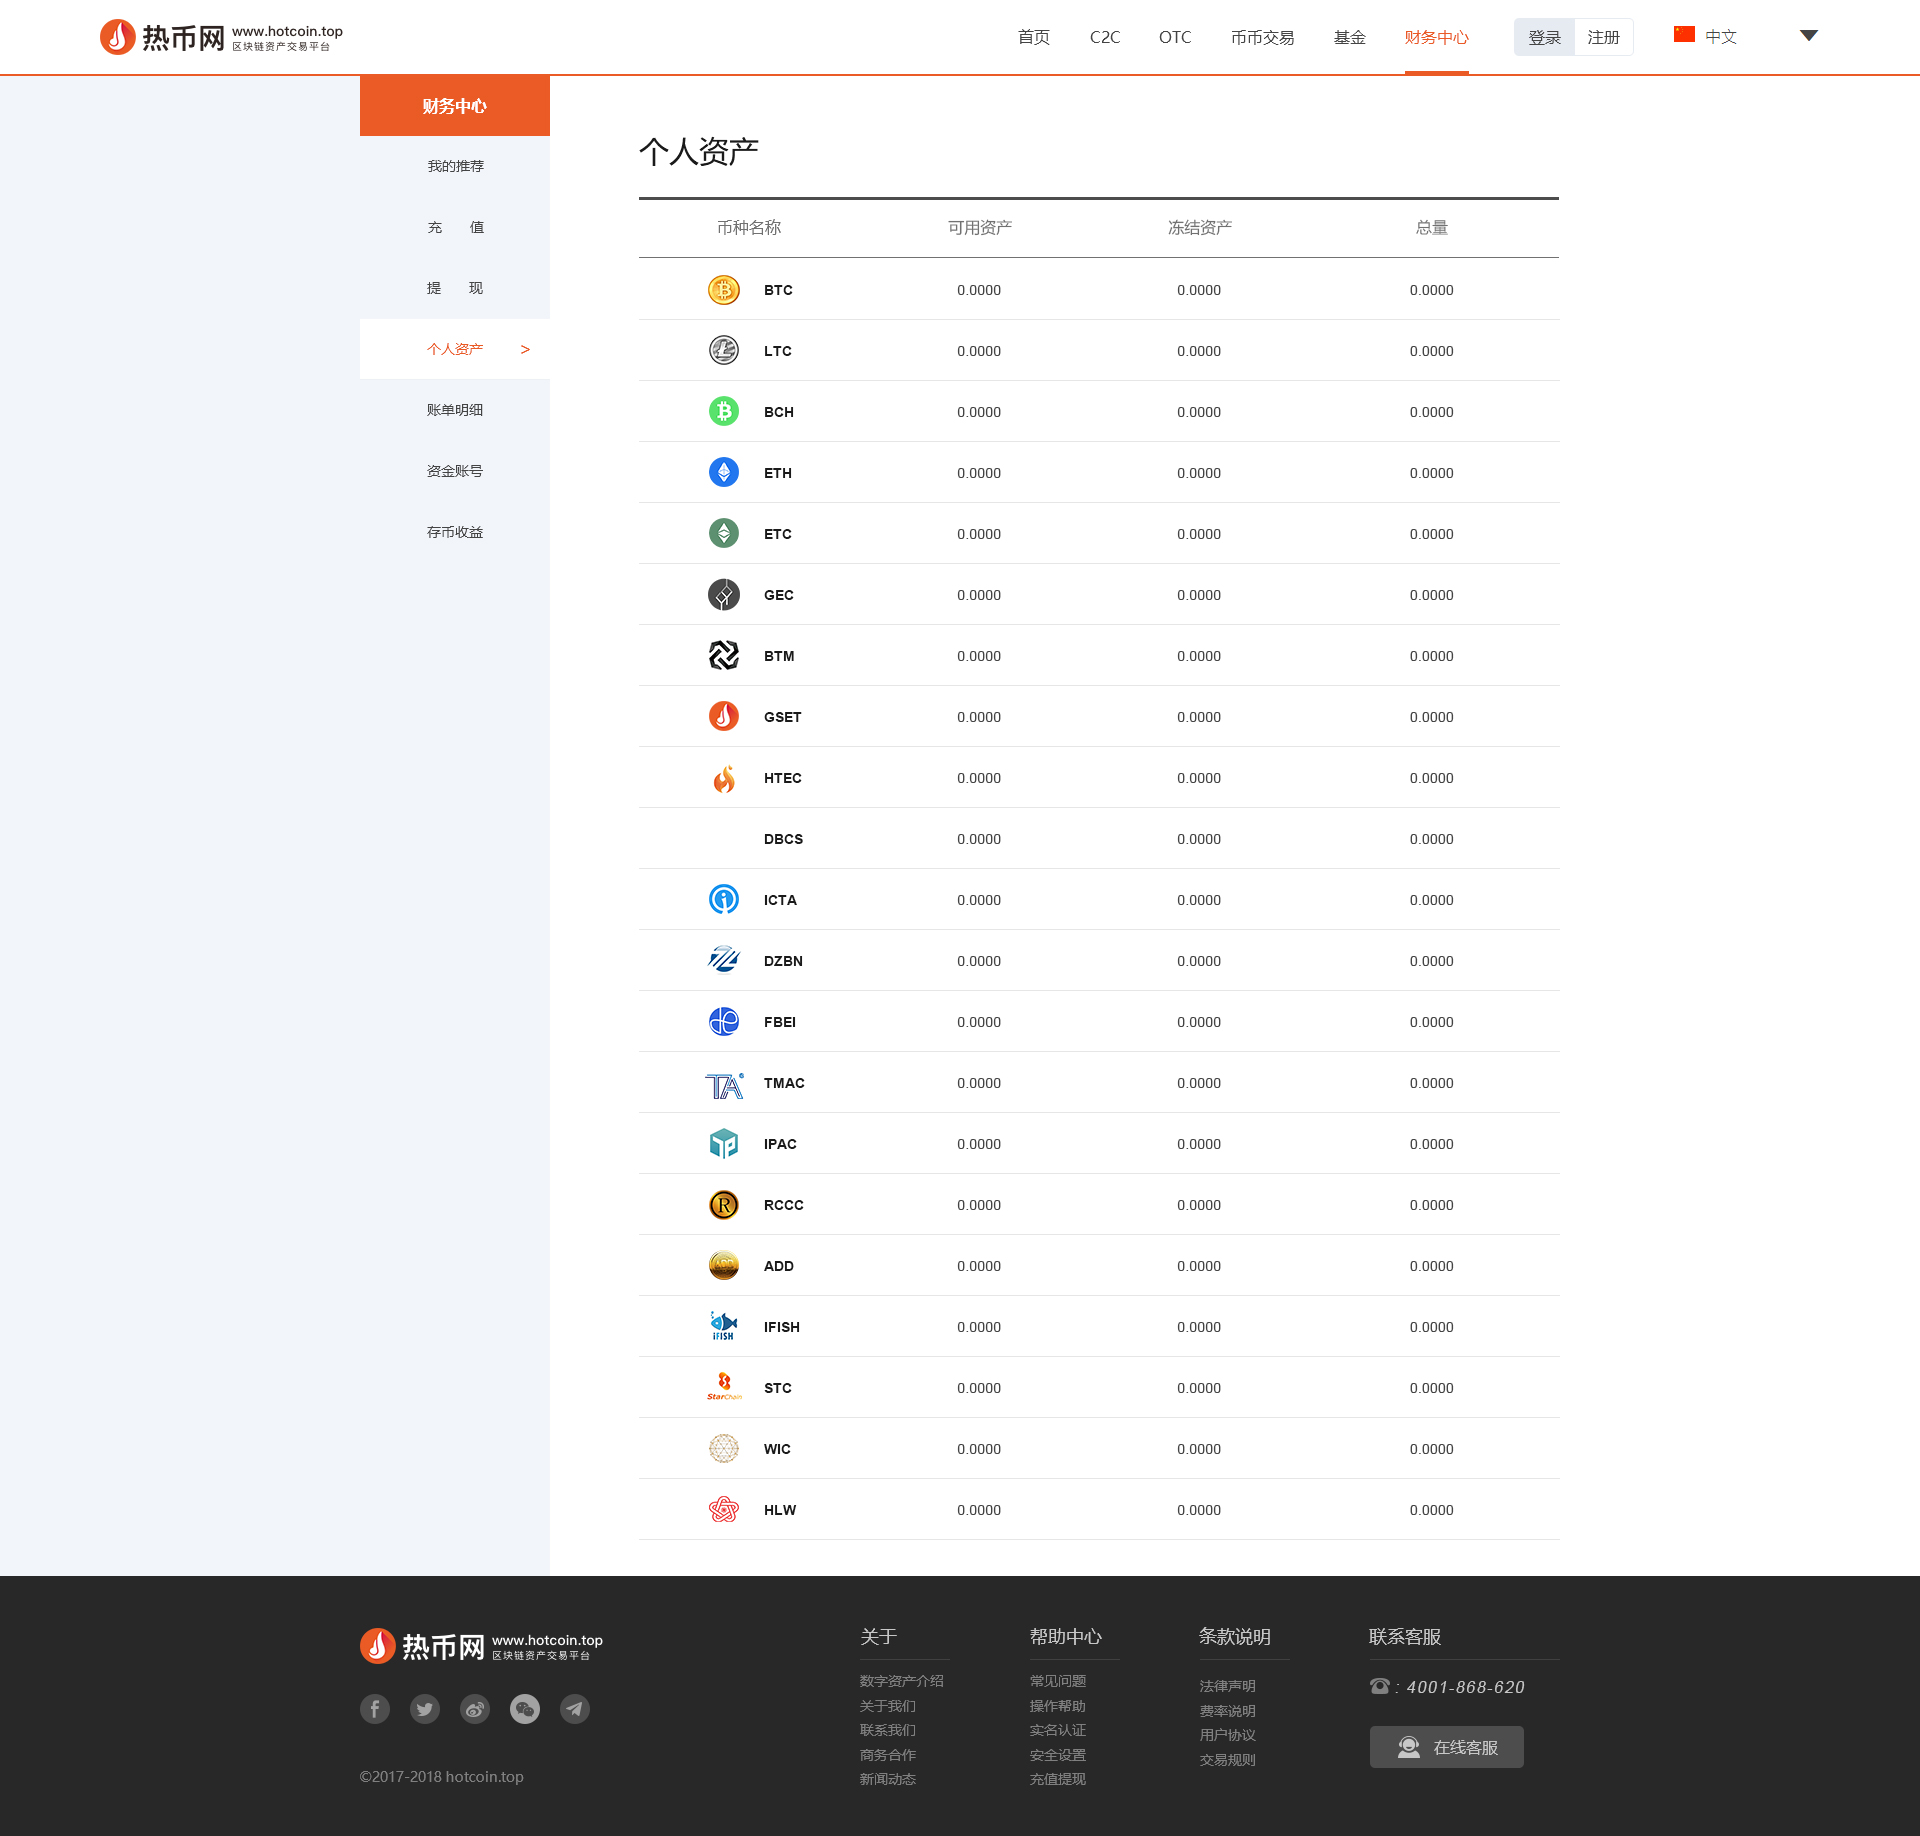 热币网 www.hotcoin.top
区块链资产交易平台
首页 C2C OTC 币币交易 基金 财务中心 登录 注册 中文
财务中心
我的推荐
充 值
提 现
个人资产 >
账单明细
资金账号
存币收益
个人资产
币种名称 可用资产 冻结资产 总量
BTC 0.0000 0.0000 0.0000
LTC 0.0000 0.0000 0.0000
BCH 0.0000 0.0000 0.0000
ETH 0.0000 0.0000 0.0000
ETC 0.0000 0.0000 0.0000
GEC 0.0000 0.0000 0.0000
BTM 0.0000 0.0000 0.0000
GSET 0.0000 0.0000 0.0000
HTEC 0.0000 0.0000 0.0000
DBCS 0.0000 0.0000 0.0000
ICTA 0.0000 0.0000 0.0000
DZBN 0.0000 0.0000 0.0000
FBEI 0.0000 0.0000 0.0000
TA TMAC 0.0000 0.0000 0.0000
IPAC 0.0000 0.0000 0.0000
R RCCC 0.0000 0.0000 0.0000
ADD ADD 0.0000 0.0000 0.0000
iFISH IFISH 0.0000 0.0000 0.0000
StarChain STC 0.0000 0.0000 0.0000
WIC 0.0000 0.0000 0.0000
HLW 0.0000 0.0000 0.0000
热币网 www.hotcoin.top
区块链资产交易平台
©2017-2018 hotcoin.top
关于
数字资产介绍
关于我们
联系我们
商务合作
新闻动态
帮助中心
常见问题
操作帮助
实名认证
安全设置
充值提现
条款说明
法律声明
费率说明
用户协议
交易规则
联系客服
: 4001-868-620
在线客服